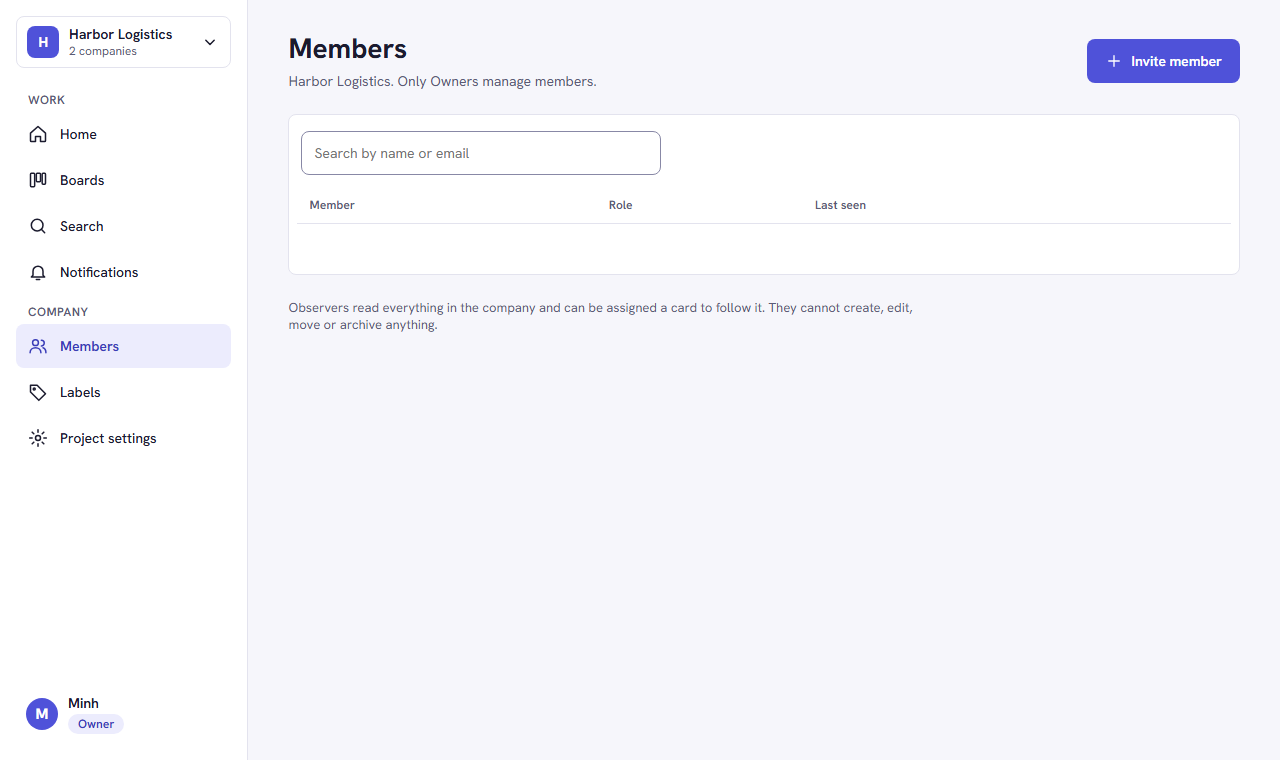 H
Harbor Logistics
2 companies
WORK
Home
Boards
Search
Notifications
COMPANY
Members
Labels
Project settings
M
Minh
Owner
Members
Harbor Logistics. Only Owners manage members.
Invite member
Search by name or email
Member Role Last seen
Observers read everything in the company and can be assigned a card to follow it. They cannot create, edit,
move or archive anything.